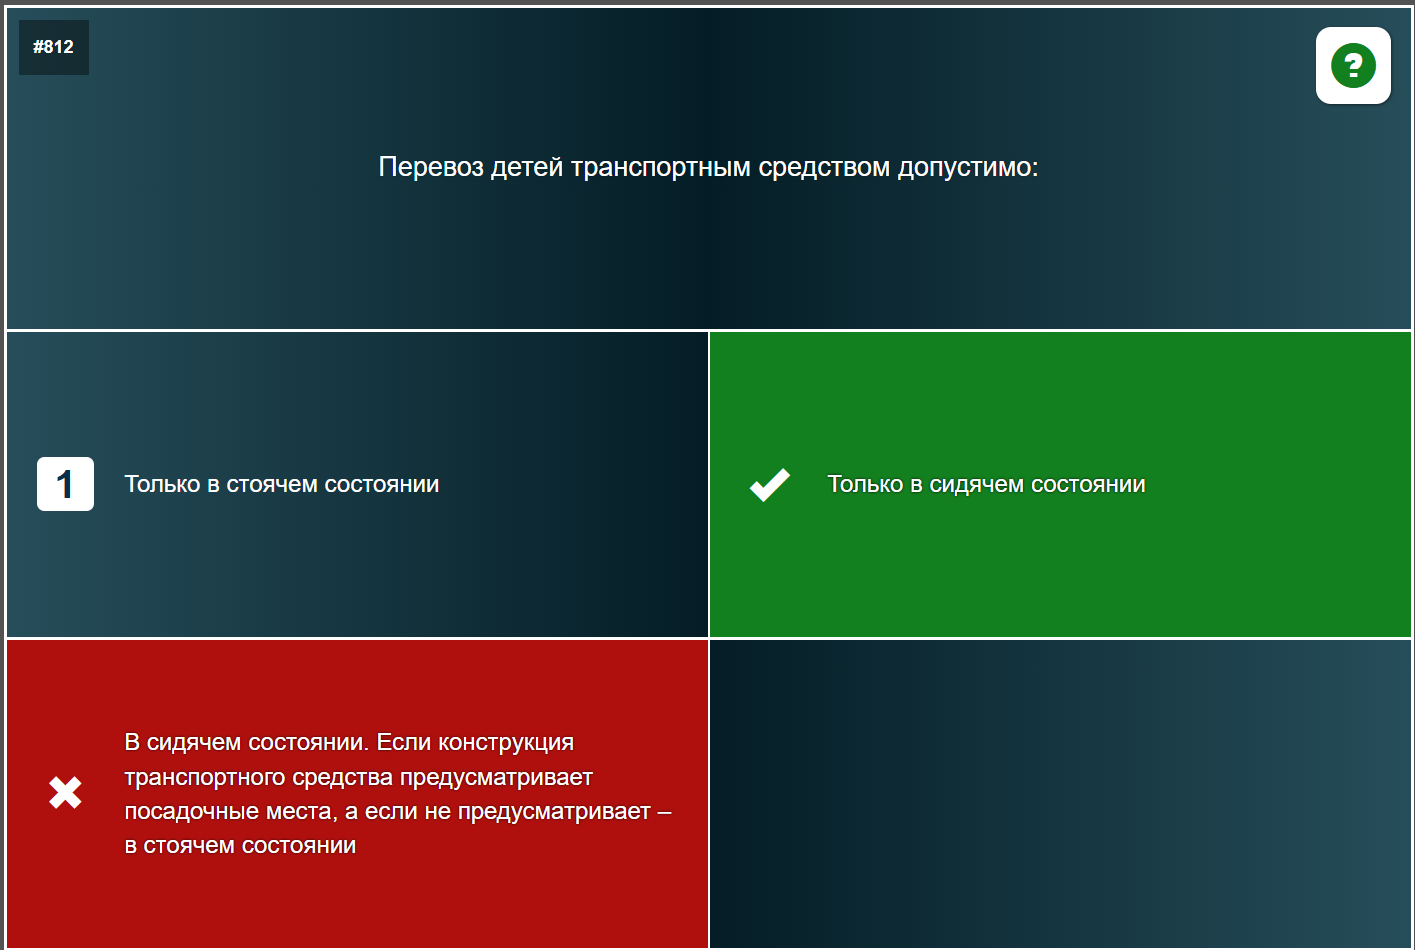 #812
?
Перевоз детей транспортным средством допустимо:
1
Только в стоячем состоянии
Только в сидячем состоянии
В сидячем состоянии. Если конструкция
транспортного средства предусматривает
посадочные места, а если не предусматривает –
в стоячем состоянии